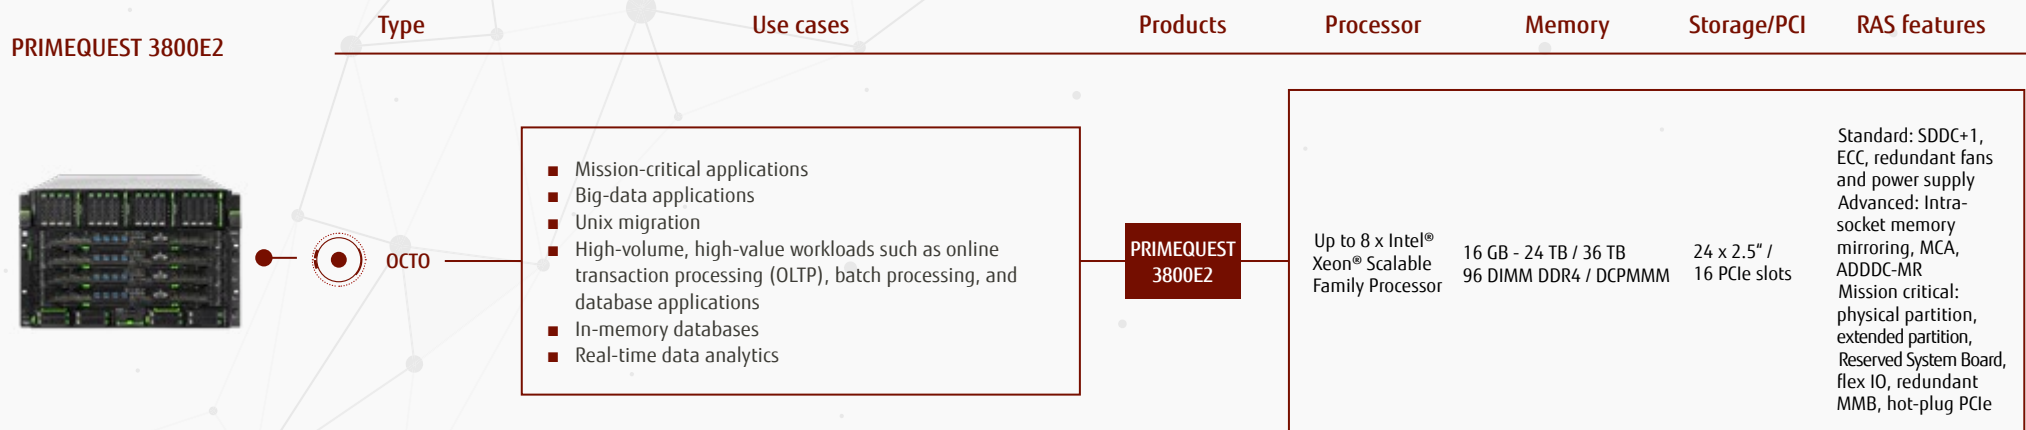 PRIMEQUEST 3800E2
Type
Use cases
Products
Processor
Memory
Storage/PCI
RAS features
OCTO
■ Mission-critical applications
■ Big-data applications
■ Unix migration
■ High-volume, high-value workloads such as online
transaction processing (OLTP), batch processing, and
database applications
■ In-memory databases
■ Real-time data analytics
PRIMEQUEST
3800E2
Up to 8 x Intel®
Xeon® Scalable
Family Processor
16 GB - 24 TB / 36 TB
96 DIMM DDR4 / DCPMMM
24 x 2.5“ /
16 PCIe slots
Standard: SDDC+1,
ECC, redundant fans
and power supply
Advanced: Intra-
socket memory
mirroring, MCA,
ADDDC-MR
Mission critical:
physical partition,
extended partition,
Reserved System Board,
flex IO, redundant
MMB, hot-plug PCIe